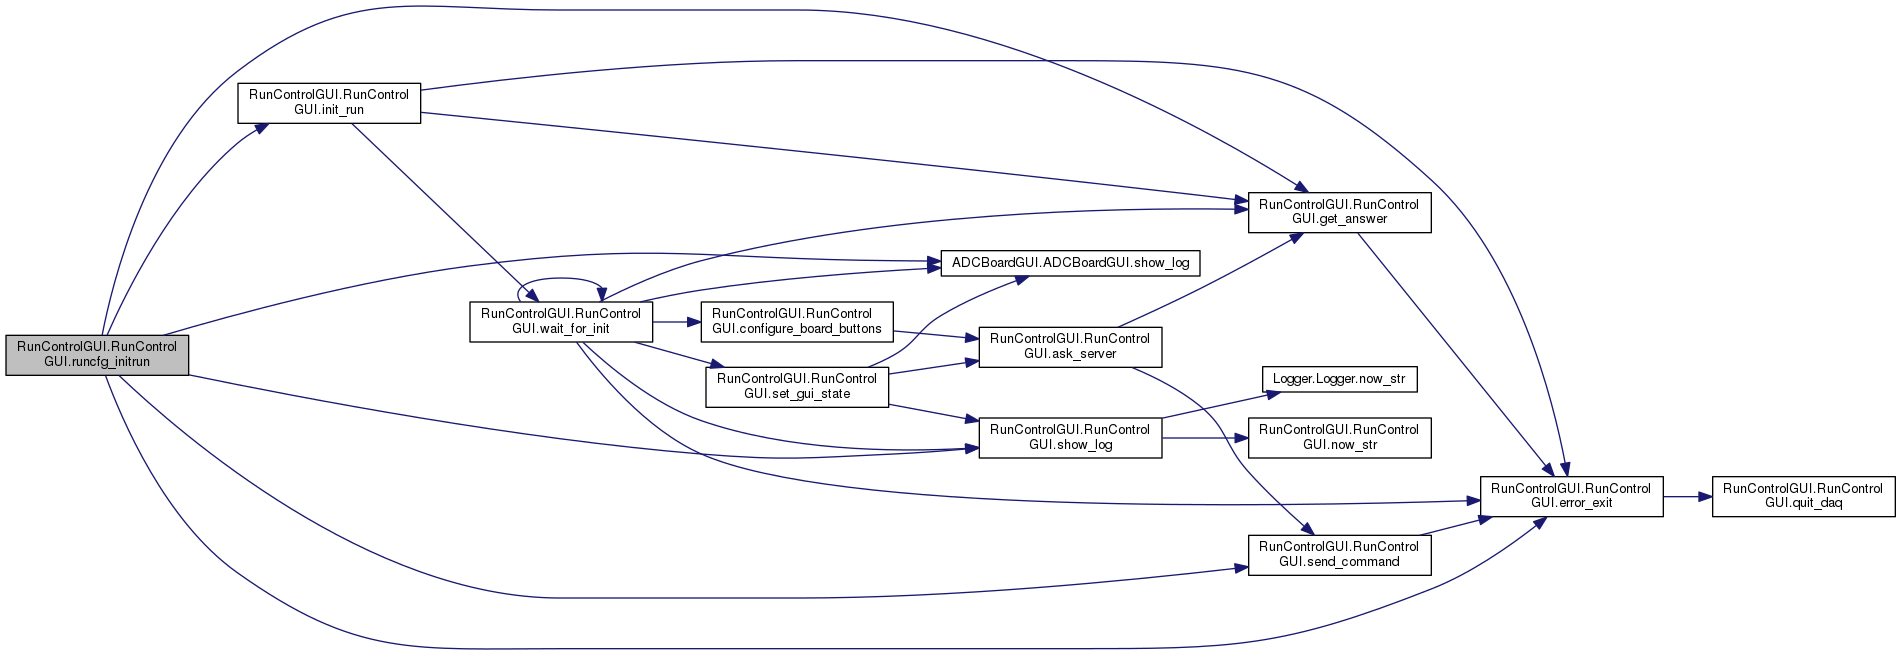 RunControlGUI.RunControl
GUI.runcfg_initrun
RunControlGUI.RunControl
GUI.init_run
RunControlGUI.RunControl
GUI.wait_for_init
RunControlGUI.RunControl
GUI.configure_board_buttons
RunControlGUI.RunControl
GUI.set_gui_state
ADCBoardGUI.ADCBoardGUI.show_log
RunControlGUI.RunControl
GUI.ask_server
RunControlGUI.RunControl
GUI.show_log
RunControlGUI.RunControl
GUI.get_answer
Logger.Logger.now_str
RunControlGUI.RunControl
GUI.now_str
RunControlGUI.RunControl
GUI.send_command
RunControlGUI.RunControl
GUI.error_exit
RunControlGUI.RunControl
GUI.quit_daq